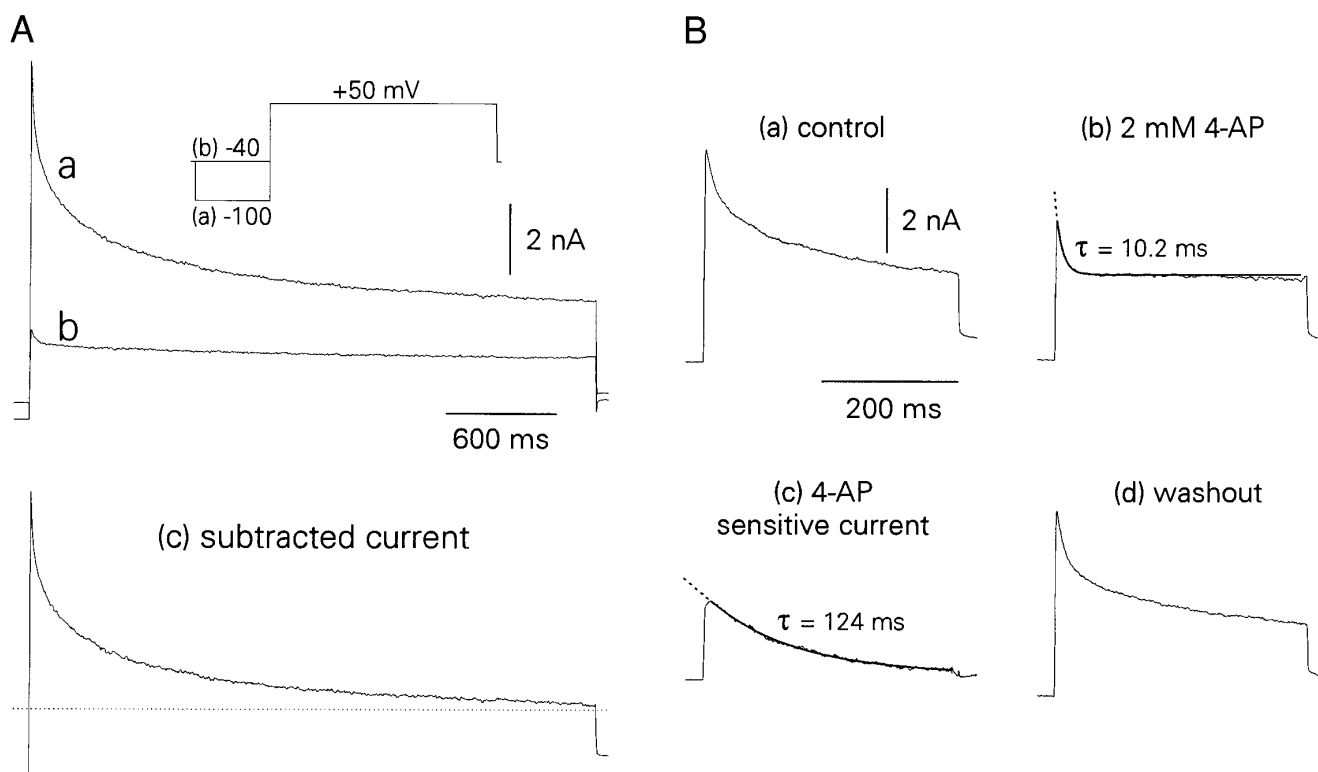 A
+50 mV
(b) -40
a
(a) -100
2 nA
b
600 ms
(c) subtracted current
B
(a) control
2 nA
200 ms
(b) 2 mM 4-AP
τ = 10.2 ms
(c) 4-AP
sensitive current
τ = 124 ms
(d) washout